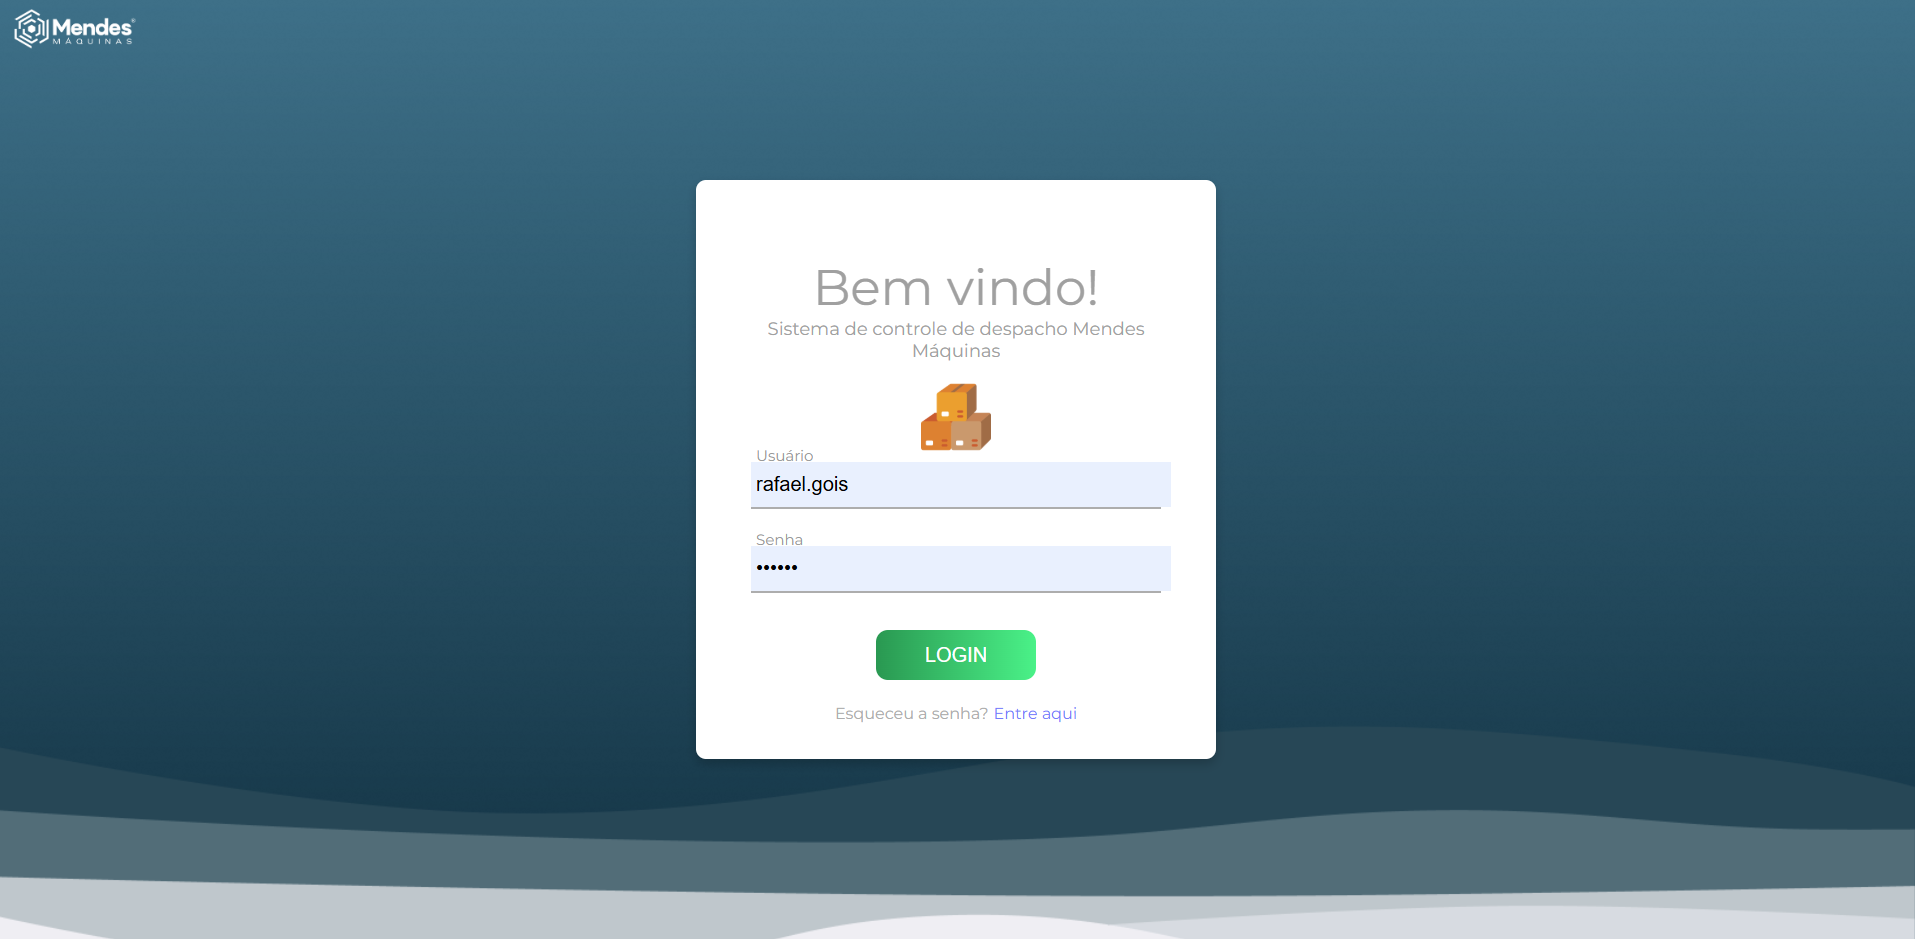 Mendes®
MÁQUINAS
Bem vindo!
Sistema de controle de despacho Mendes
Máquinas
Usuário
rafael.gois
Senha
••••••
LOGIN
Esqueceu a senha? Entre aqui